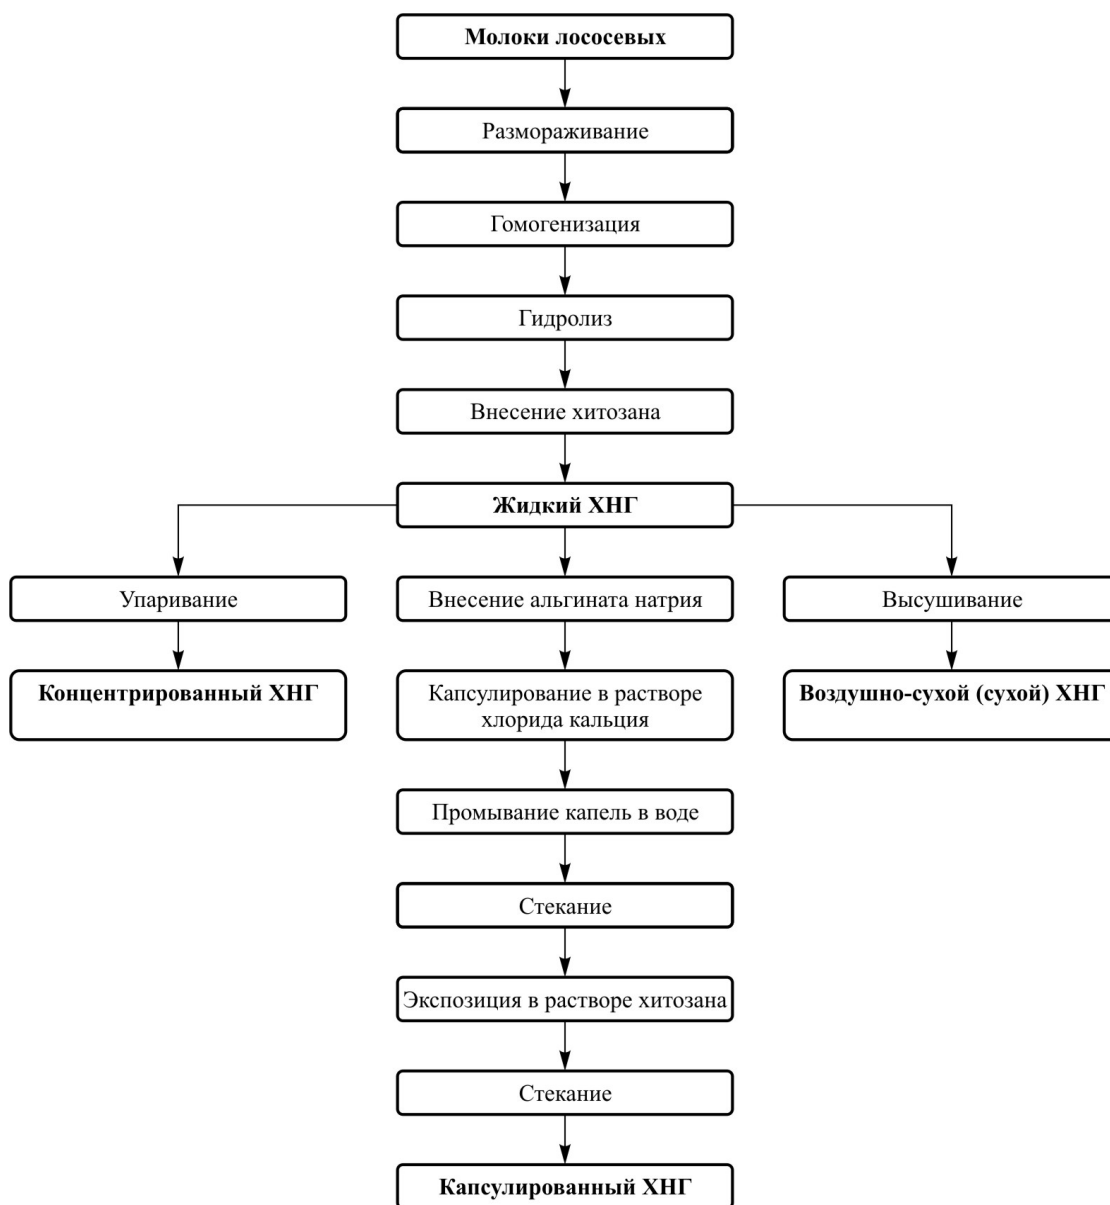 Молоки лососевых
Размораживание
Гомогенизация
Гидролиз
Внесение хитозана
Жидкий ХНГ
Упаривание
Внесение альгината натрия
Высушивание
Концентрированный ХНГ
Капсулирование в растворе
хлорида кальция
Воздушно-сухой (сухой) ХНГ
Промывание капель в воде
Стекание
Экспозиция в растворе хитозана
Стекание
Капсулированный ХНГ